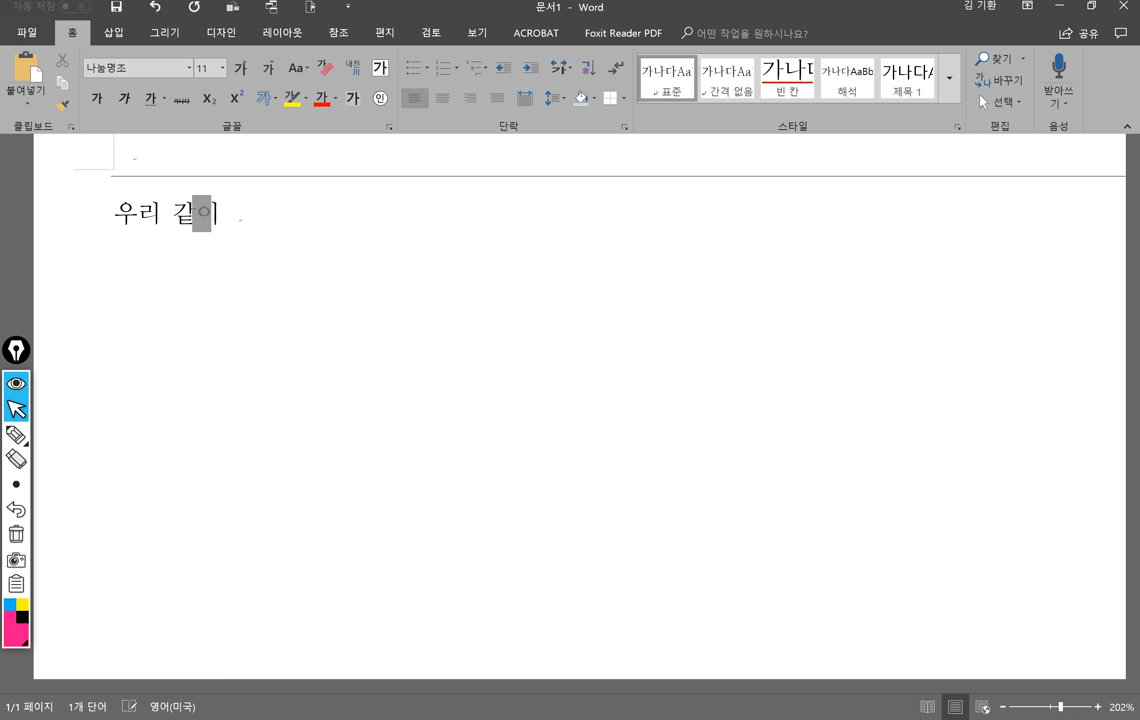 자동 저장
문서1 - Word
김 기환
파일 홈 삽입 그리기 디자인 레이아웃 참조 편지 검토 보기 ACROBAT Foxit Reader PDF 어떤 작업을 원하시나요? 공유
붙여넣기
나눔명조 11 가 가 Aa 가 내천 川 가
가 가 가 가나다 X₂ X² 가 가 가 가 인
가나다Aa 가나다Aa 가나다 가나다AaBb 가나다A
↵ 표준 ↵ 간격 없음 빈 칸 해석 제목 1
찾기
바꾸기
선택
받아쓰
기
클립보드 글꼴 단락 스타일 편집 음성
우리 같이
1/1 페이지 1개 단어 영어(미국) 202%